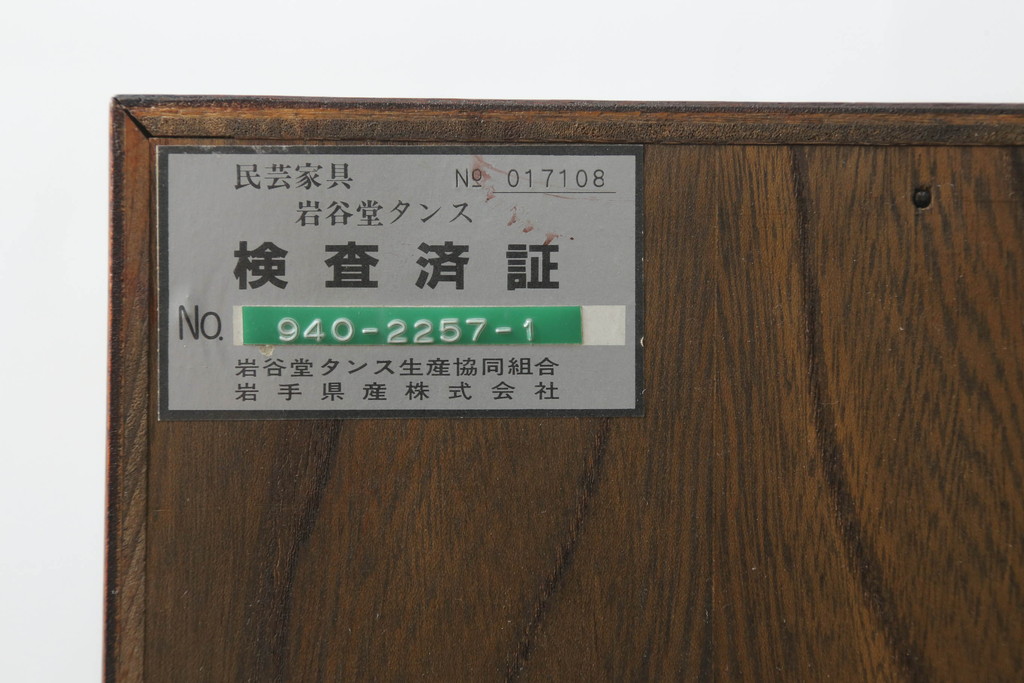 民芸家具 № 017108
岩谷堂タンス
検査済証
No. 940-2257-1
岩谷堂タンス生産協同組合
岩手県産株式会社